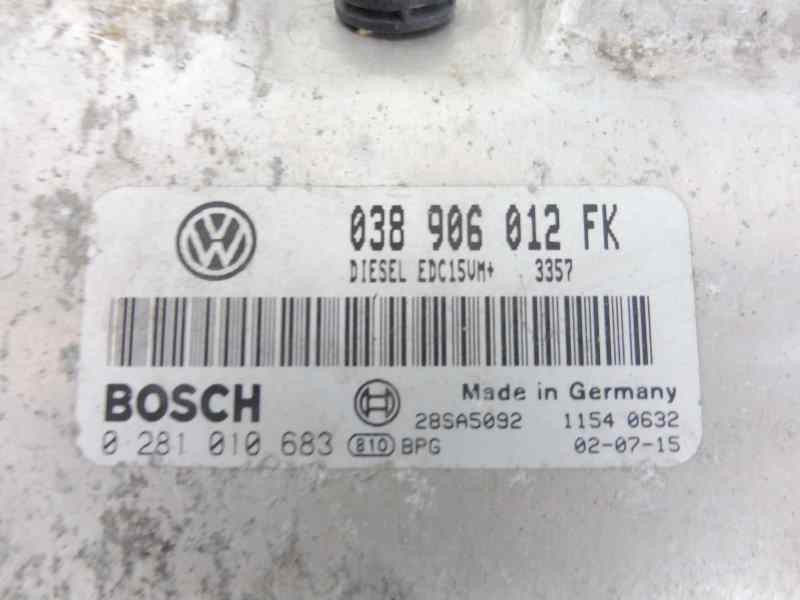 038 906 012 FK
DIESEL EDC15VM+ 3357
BOSCH
Made in Germany
28SA5092 1154 0632
0 281 010 683 810 BPG 02-07-15